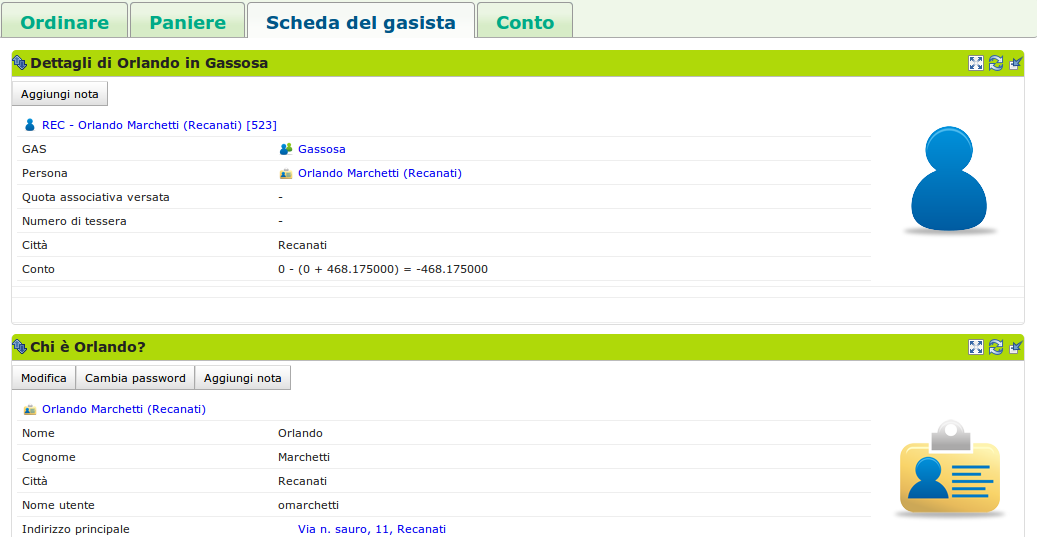 Ordinare Paniere Scheda del gasista Conto
Dettagli di Orlando in Gassosa
Aggiungi nota
REC - Orlando Marchetti (Recanati) [523]
GAS Gassosa
Persona Orlando Marchetti (Recanati)
Quota associativa versata -
Numero di tessera -
Città Recanati
Conto 0 - (0 + 468.175000) = -468.175000
Chi è Orlando?
Modifica Cambia password Aggiungi nota
Orlando Marchetti (Recanati)
Nome Orlando
Cognome Marchetti
Città Recanati
Nome utente omarchetti
Indirizzo principale Via n. sauro, 11, Recanati